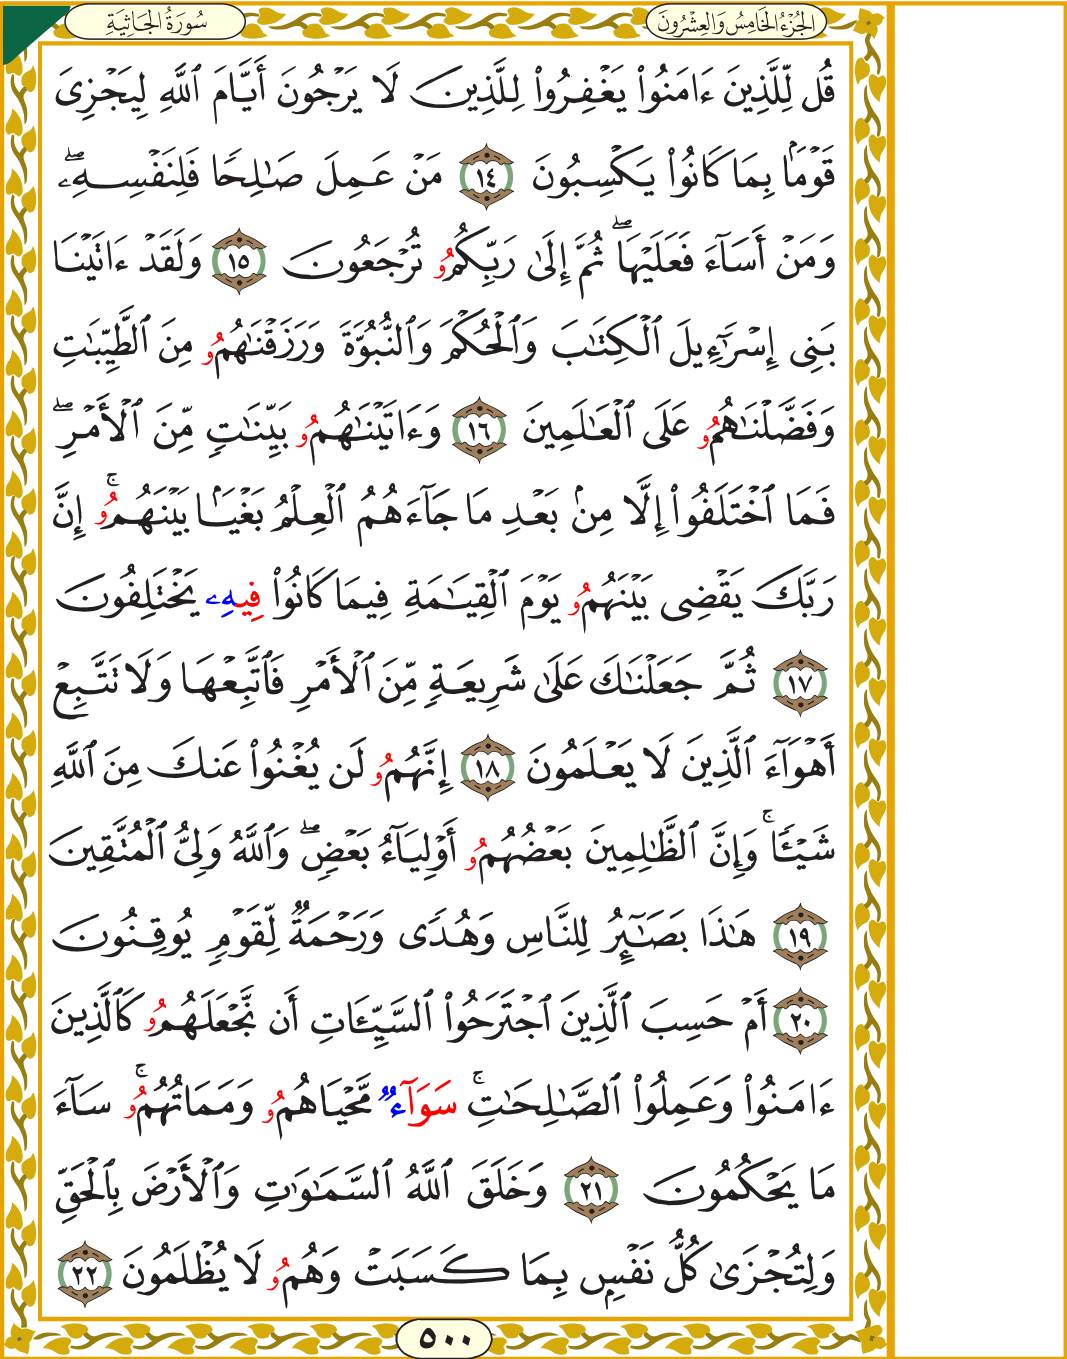 سُورَةُ الجَاثِيَةِ
الجُزْءُ الخَامِسُ وَالعِشْرُونَ
قُل لِّلَّذِينَ ءَامَنُوا۟ يَغْفِرُوا۟ لِلَّذِينَ لَا يَرْجُونَ أَيَّامَ ٱللَّهِ لِيَجْزِىَ
قَوْمَۢا بِمَا كَانُوا۟ يَكْسِبُونَ ١٤ مَنْ عَمِلَ صَـٰلِحًا فَلِنَفْسِهِۦۖ
وَمَنْ أَسَآءَ فَعَلَيْهَاۖ ثُمَّ إِلَىٰ رَبِّكُمُۥ تُرْجَعُونَ ١٥ وَلَقَدْ ءَاتَيْنَا
بَنِى إِسْرَٰٓءِيلَ ٱلْكِتَـٰبَ وَٱلْحُكْمَ وَٱلنُّبُوَّةَ وَرَزَقْنَـٰهُمُۥ مِنَ ٱلطَّيِّبَـٰتِ
وَفَضَّلْنَـٰهُمُۥ عَلَى ٱلْعَـٰلَمِينَ ١٦ وَءَاتَيْنَـٰهُمُۥ بَيِّنَـٰتٍ مِّنَ ٱلْأَمْرِۖ
فَمَا ٱخْتَلَفُوا۟ إِلَّا مِنۢ بَعْدِ مَا جَآءَهُمُ ٱلْعِلْمُ بَغْيَۢا بَيْنَهُمُۥۚ إِنَّ
رَبَّكَ يَقْضِى بَيْنَهُمُۥ يَوْمَ ٱلْقِيَـٰمَةِ فِيمَا كَانُوا۟ فِيهِۦ يَخْتَلِفُونَ
١٧ ثُمَّ جَعَلْنَـٰكَ عَلَىٰ شَرِيعَةٍ مِّنَ ٱلْأَمْرِ فَٱتَّبِعْهَا وَلَا تَتَّبِعْ
أَهْوَآءَ ٱلَّذِينَ لَا يَعْلَمُونَ ١٨ إِنَّهُمُۥ لَن يُغْنُوا۟ عَنكَ مِنَ ٱللَّهِ
شَيْـًٔاۚ وَإِنَّ ٱلظَّـٰلِمِينَ بَعْضُهُمُۥ أَوْلِيَآءُ بَعْضٍۖ وَٱللَّهُ وَلِىُّ ٱلْمُتَّقِينَ
١٩ هَـٰذَا بَصَـٰٓئِرُ لِلنَّاسِ وَهُدًى وَرَحْمَةٌ لِّقَوْمٍ يُوقِنُونَ
٢٠ أَمْ حَسِبَ ٱلَّذِينَ ٱجْتَرَحُوا۟ ٱلسَّيِّـَٔاتِ أَن نَّجْعَلَهُمُۥ كَٱلَّذِينَ
ءَامَنُوا۟ وَعَمِلُوا۟ ٱلصَّـٰلِحَـٰتِۚ سَوَآءٌ مَّحْيَاهُمُۥ وَمَمَاتُهُمُۥۚ سَآءَ
مَا يَحْكُمُونَ ٢١ وَخَلَقَ ٱللَّهُ ٱلسَّمَـٰوَٰتِ وَٱلْأَرْضَ بِٱلْحَقِّ
وَلِتُجْزَىٰ كُلُّ نَفْسٍۭ بِمَا كَسَبَتْ وَهُمُۥ لَا يُظْلَمُونَ ٢٢
٥٠٠